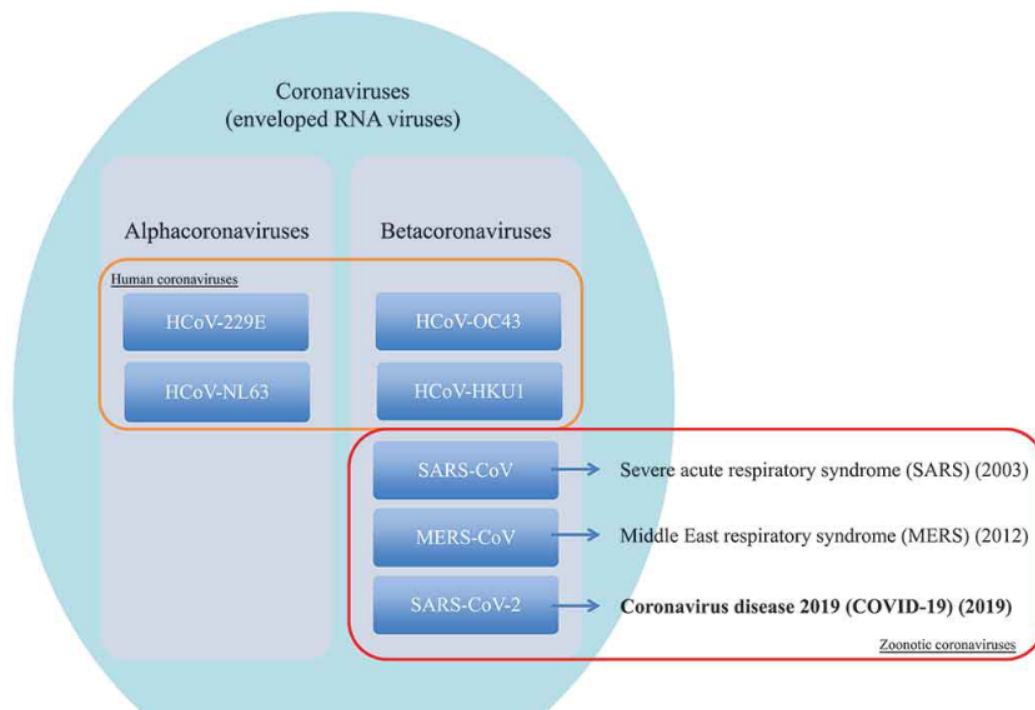 Coronaviruses
(enveloped RNA viruses)
Alphacoronaviruses
Betacoronaviruses
Human coronaviruses
HCoV-229E
HCoV-OC43
HCoV-NL63
HCoV-HKU1
SARS-CoV
Severe acute respiratory syndrome (SARS) (2003)
MERS-CoV
Middle East respiratory syndrome (MERS) (2012)
SARS-CoV-2
Coronavirus disease 2019 (COVID-19) (2019)
Zoonotic coronaviruses